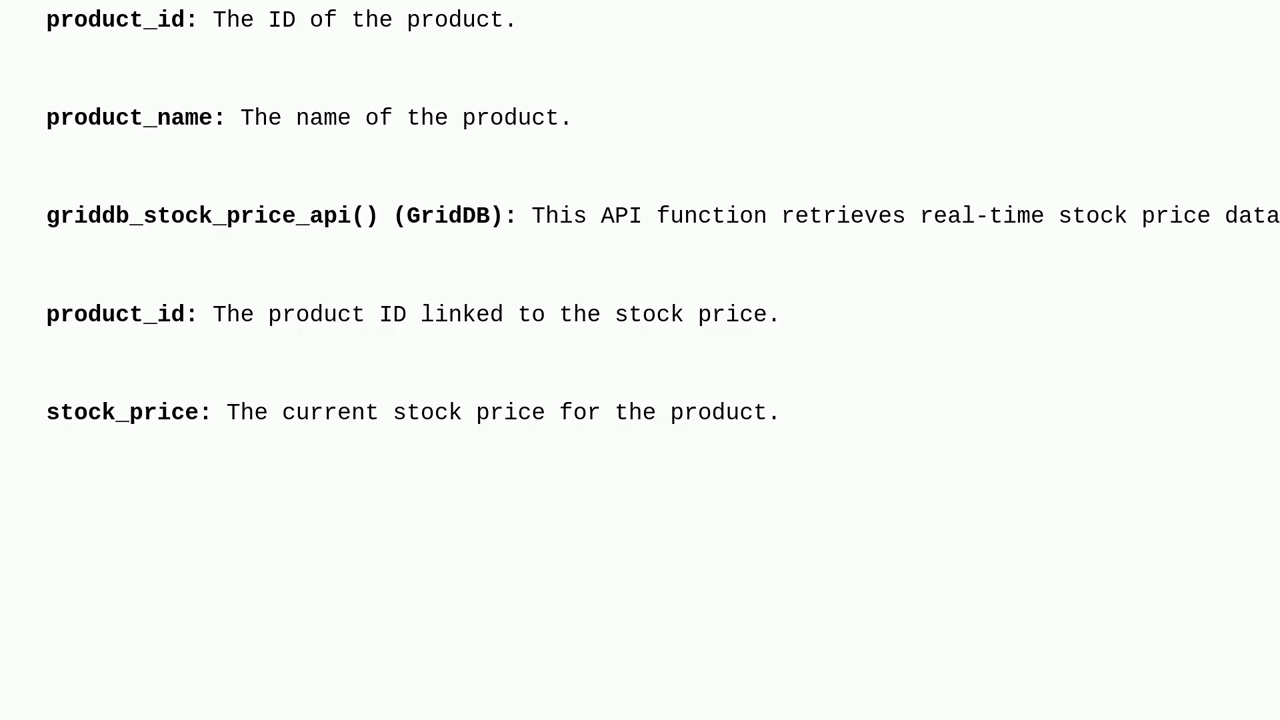 product_id: The ID of the product.
product_name: The name of the product.
griddb_stock_price_api() (GridDB): This API function retrieves real-time stock price data
product_id: The product ID linked to the stock price.
stock_price: The current stock price for the product.